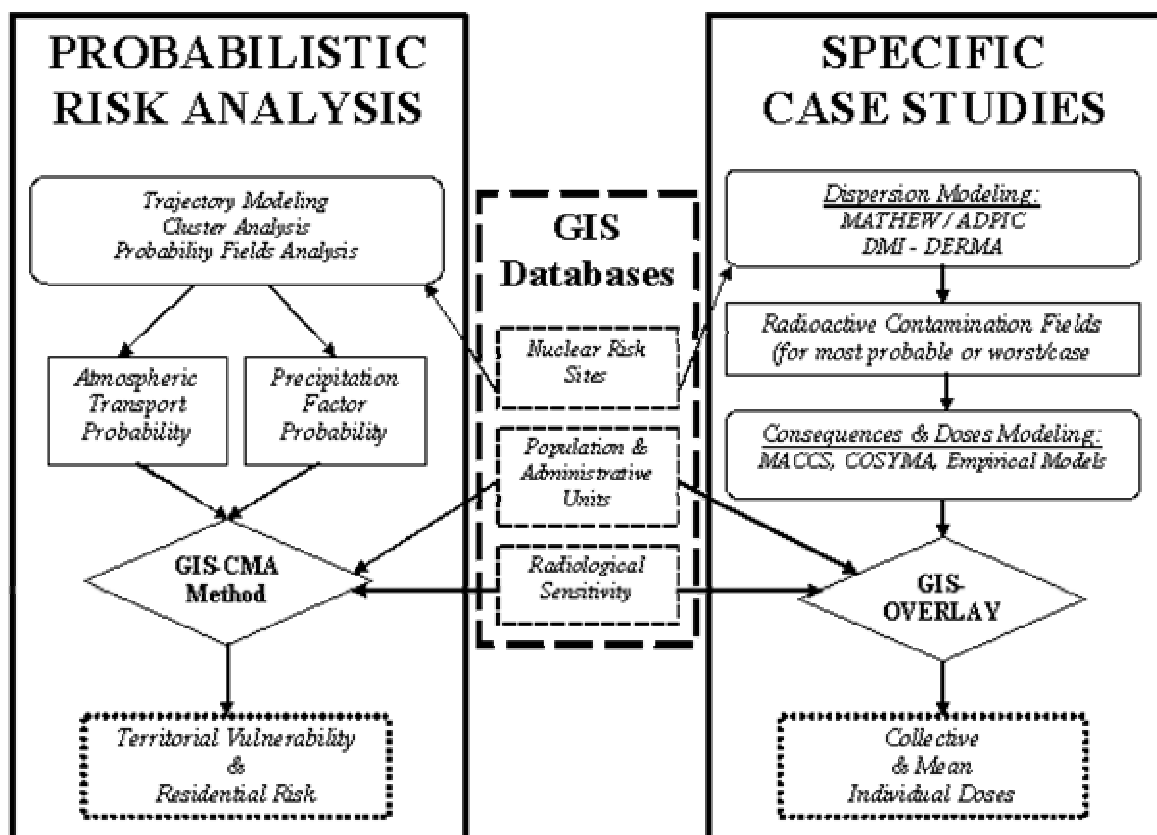 PROBABILISTIC
RISK ANALYSIS
Trajectory Modeling
Cluster Analysis
Probability Fields Analysis
Atmospheric
Transport
Probability
Precipitation
Factor
Probability
GIS-CMA
Method
Territorial Vulnerability
&
Residential Risk
GIS
Databases
Nuclear Risk
Sites
Population &
Administrative
Units
Radiological
Sensitivity
SPECIFIC
CASE STUDIES
Dispersion Modeling:
MATHEW / ADPIC
DMI - DERMA
Radioactive Contamination Fields
(for most probable or worst/case
Consequences & Doses Modeling:
MACCS, COSYMA, Empirical Models
GIS-
OVERLAY
Collective
& Mean
Individual Doses